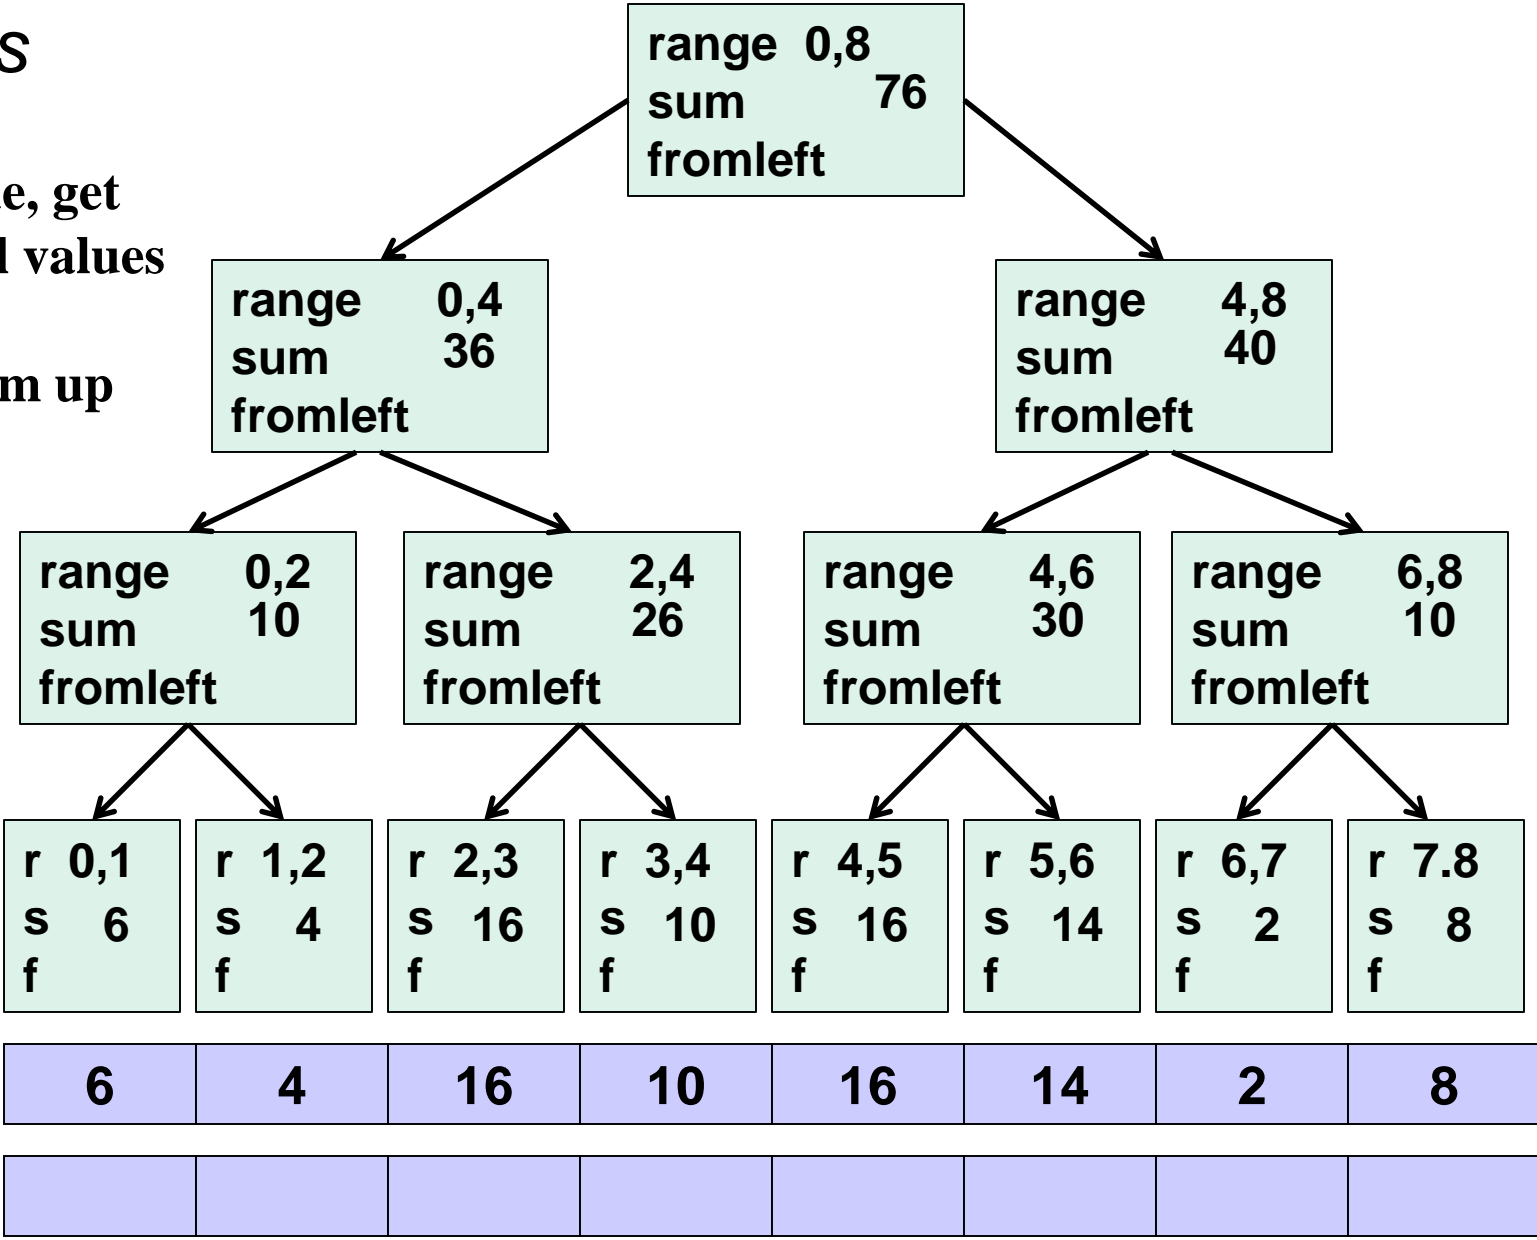 s
range 0,8
sum 76
fromleft
e, get
values
m up
range 0,4
sum 36
fromleft
range 4,8
sum 40
fromleft
range 0,2
sum 10
fromleft
range 2,4
sum 26
fromleft
range 4,6
sum 30
fromleft
range 6,8
sum 10
fromleft
r 0,1
s 6
f
r 1,2
s 4
f
r 2,3
s 16
f
r 3,4
s 10
f
r 4,5
s 16
f
r 5,6
s 14
f
r 6,7
s 2
f
r 7.8
s 8
f
6 4 16 10 16 14 2 8